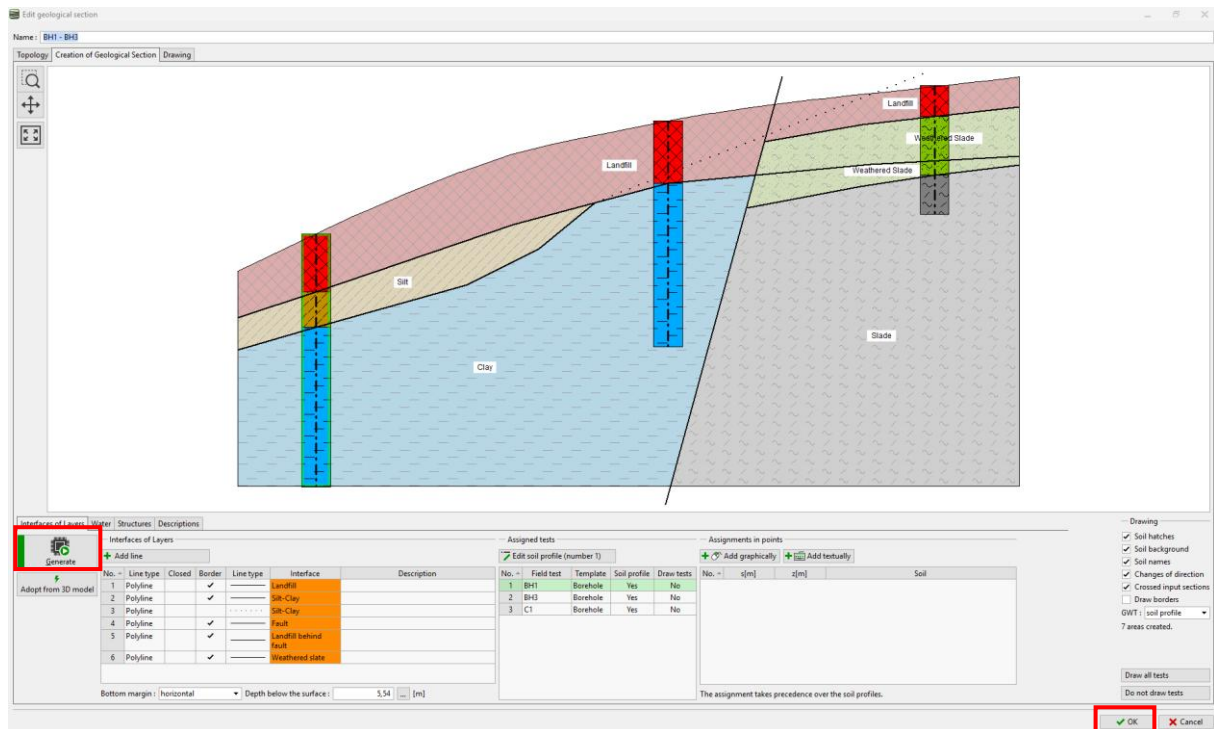 Edit geological section
Name : BH1 - BH3
Topology Creation of Geological Section Drawing
Landfill
Weathered Slade
Landfill
Weathered Slade
Silt
Slade
Clay
Interfaces of Layers Water Structures Descriptions
Generate
Adopt from 3D model
Interfaces of Layers
Add line
No. Line type Closed Border Line type Interface Description
1 Polyline Landfill
2 Polyline Silt-Clay
3 Polyline Silt-Clay
4 Polyline Fault
5 Polyline Landfill behind
fault
6 Polyline Weathered slate
Bottom margin : horizontal Depth below the surface : 5,54 ... [m]
Assigned tests
Edit soil profile (number 1)
No. Field test Template Soil profile Draw tests
1 BH1 Borehole Yes No
2 BH3 Borehole Yes No
3 C1 Borehole Yes No
Assignments in points
Add graphically Add textually
No. s[m] z[m] Soil
The assignment takes precedence over the soil profiles.
Drawing
Soil hatches
Soil background
Soil names
Changes of direction
Crossed input sections
Draw borders
GWT : soil profile
7 areas created.
Draw all tests
Do not draw tests
OK Cancel